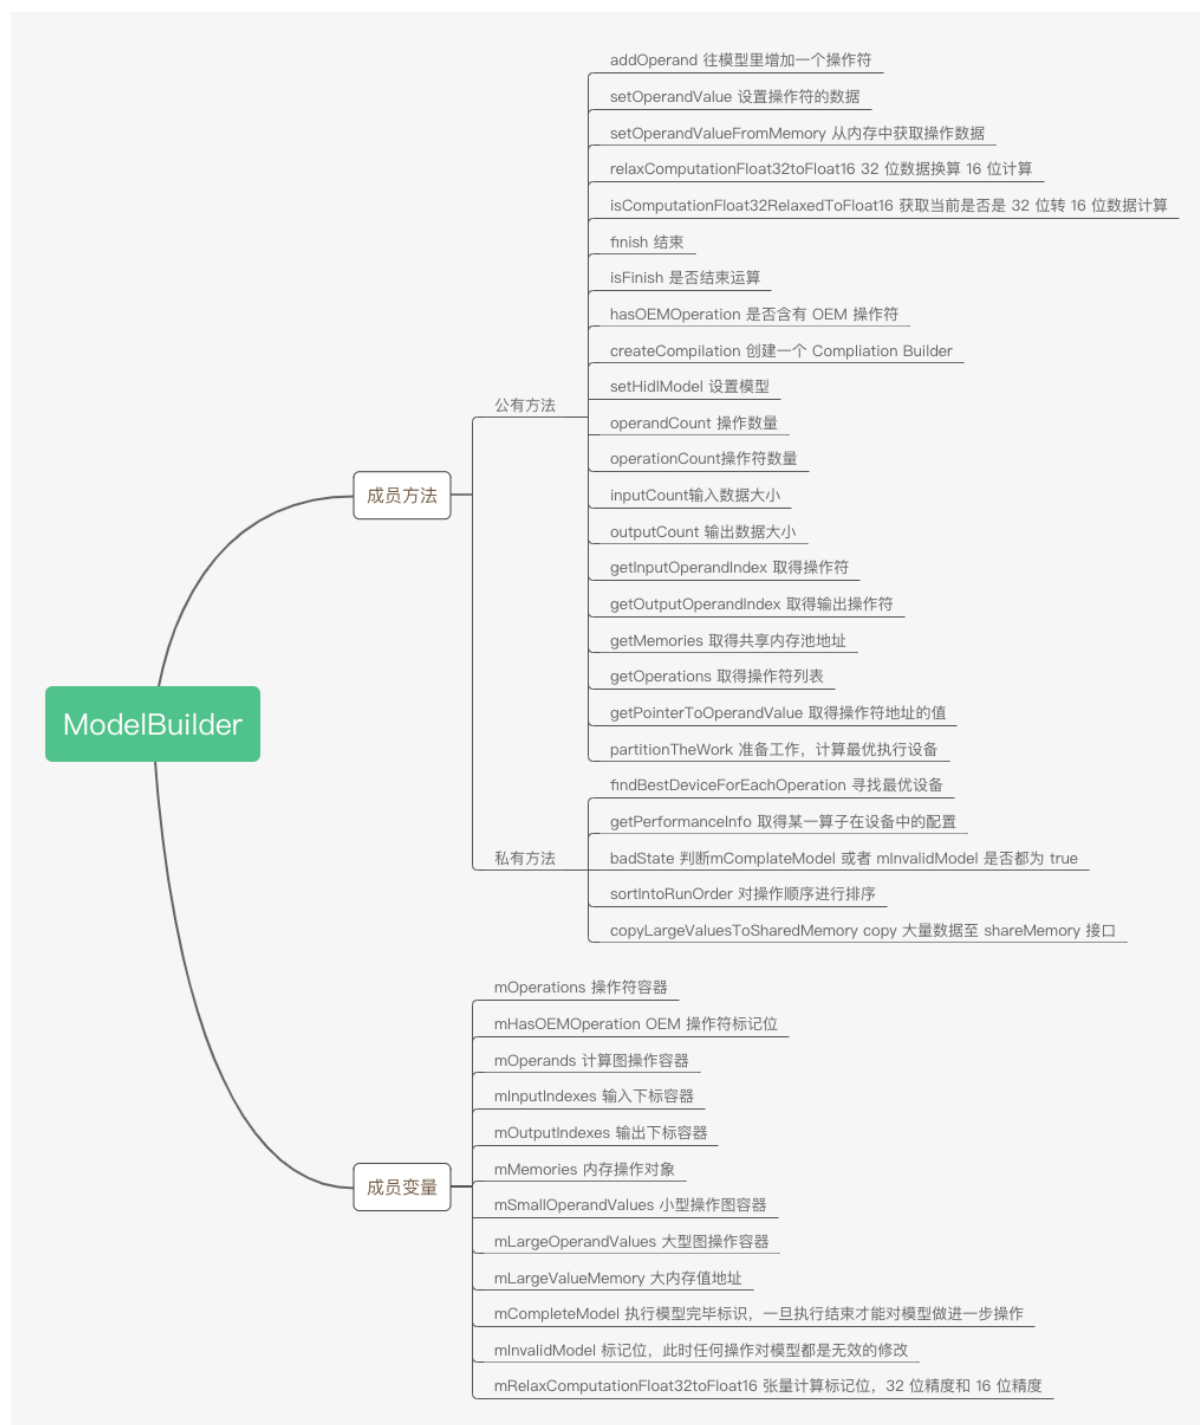 ModelBuilder
成员方法
公有方法
addOperand 往模型里增加一个操作符
setOperandValue 设置操作符的数据
setOperandValueFromMemory 从内存中获取操作数据
relaxComputationFloat32toFloat16 32 位数据换算 16 位计算
isComputationFloat32RelaxedToFloat16 获取当前是否是 32 位转 16 位数据计算
finish 结束
isFinish 是否结束运算
hasOEMOperation 是否含有 OEM 操作符
createCompilation 创建一个 Compliation Builder
setHidlModel 设置模型
operandCount 操作数量
operationCount操作符数量
inputCount输入数据大小
outputCount 输出数据大小
getInputOperandIndex 取得操作符
getOutputOperandIndex 取得输出操作符
getMemories 取得共享内存池地址
getOperations 取得操作符列表
getPointerToOperandValue 取得操作符地址的值
partitionTheWork 准备工作，计算最优执行设备
私有方法
findBestDeviceForEachOperation 寻找最优设备
getPerformanceInfo 取得某一算子在设备中的配置
badState 判断mComplateModel 或者 mInvalidModel 是否都为 true
sortIntoRunOrder 对操作顺序进行排序
copyLargeValuesToSharedMemory copy 大量数据至 shareMemory 接口
成员变量
mOperations 操作符容器
mHasOEMOperation OEM 操作符标记位
mOperands 计算图操作容器
mInputIndexes 输入下标容器
mOutputIndexes 输出下标容器
mMemories 内存操作对象
mSmallOperandValues 小型操作图容器
mLargeOperandValues 大型图操作容器
mLargeValueMemory 大内存值地址
mCompleteModel 执行模型完毕标识，一旦执行结束才能对模型做进一步操作
mInvalidModel 标记位，此时任何操作对模型都是无效的修改
mRelaxComputationFloat32toFloat16 张量计算标记位，32 位精度和 16 位精度